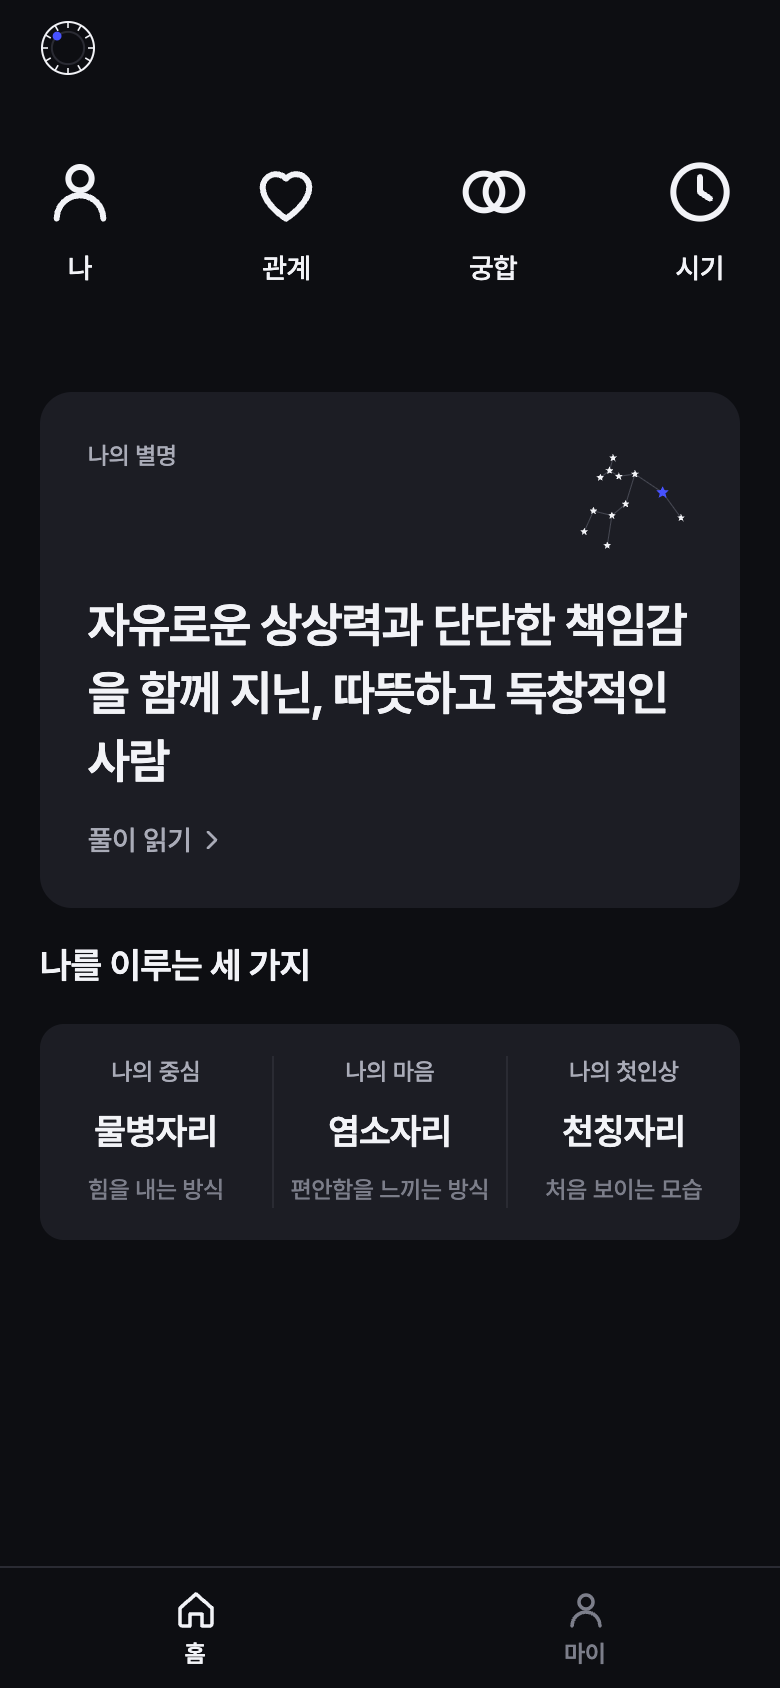 나
관계
궁합
시기
나의 별명
자유로운 상상력과 단단한 책임감
을 함께 지닌, 따뜻하고 독창적인
사람
풀이 읽기
나를 이루는 세 가지
나의 중심
물병자리
힘을 내는 방식
나의 마음
염소자리
편안함을 느끼는 방식
나의 첫인상
천칭자리
처음 보이는 모습
홈
마이